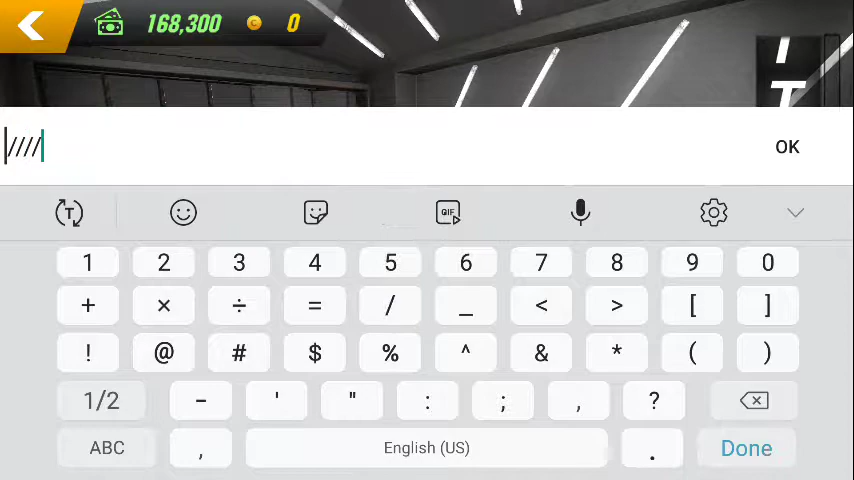 168,300 C 0
T
////
OK
T GIF
1 2 3 4 5 6 7 8 9 0
+ × ÷ = / _ < > [ ]
! @ # $ % ^ & * ( )
1/2 - ' " : ; , ?
ABC , English (US) . Done